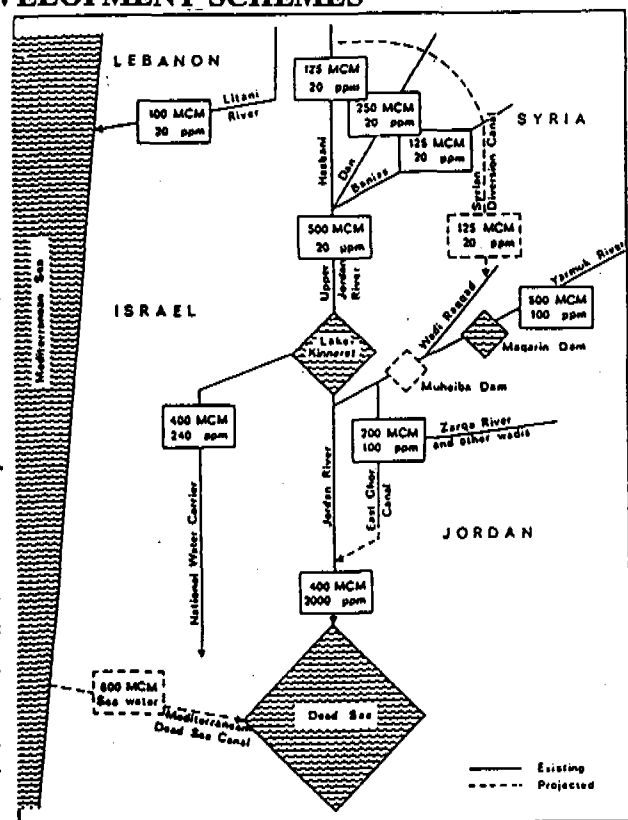 VELOPMENT SCHEMES
LEBANON
Litani
River
100 MCM
ppm
125 MCM
20 ppm
250 MCM
20 ppm
125 MCM
20 ppm
SYRIA
Hasbani
Dan
Banias
Syrian
Diversion Canal
500 MCM
20 ppm
125 MCM
20 ppm
Upper
Jordan
River
Mediterranean Sea
ISRAEL
Wadi Raqqad
Yarmuk River
500 MCM
100 ppm
Lake
Kinneret
Maqarin Dam
Muheiba Dam
400 MCM
240 ppm
200 MCM
100 ppm
Zarqa River
and other wadis
National Water Carrier
Jordan River
East Ghor
Canal
JORDAN
400 MCM
2000 ppm
MCM
Sea water
Mediterranean
Dead Sea Canal
Dead Sea
Existing
Projected